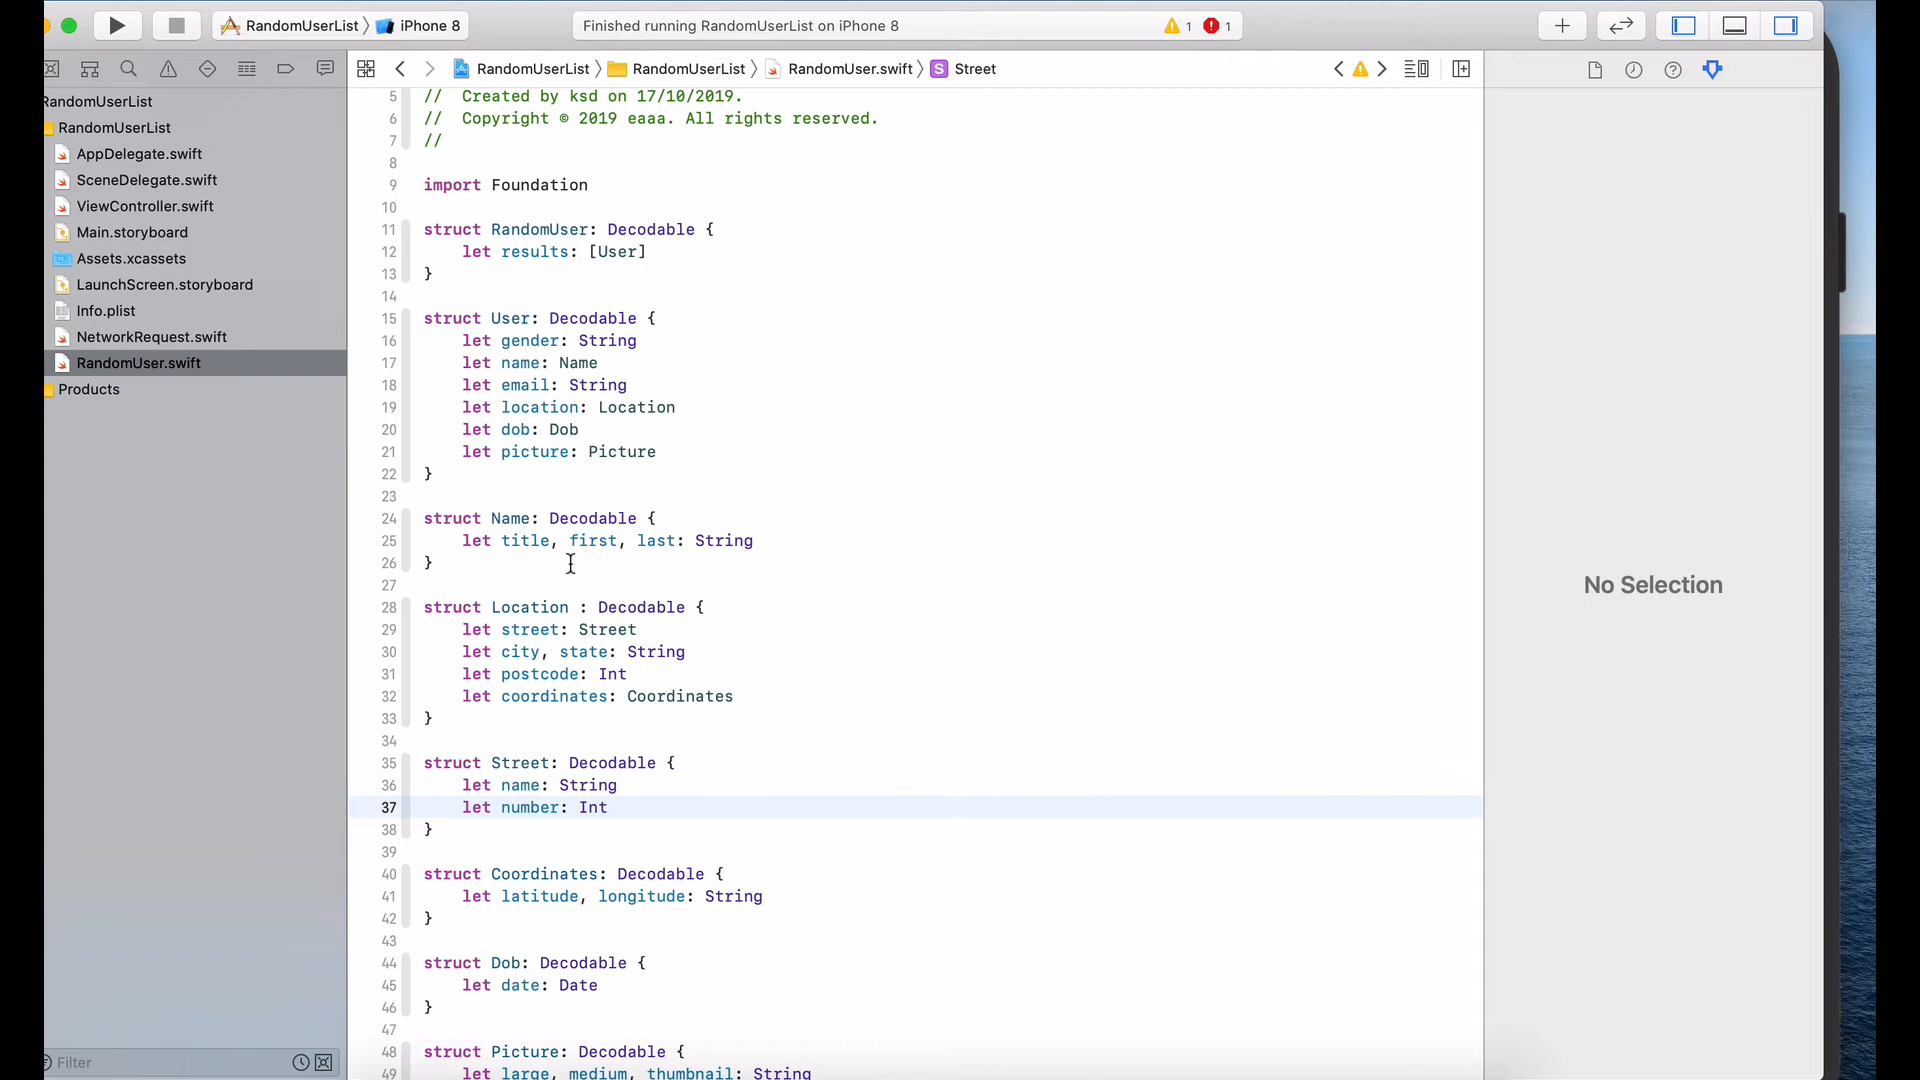 RandomUserList iPhone 8
Finished running RandomUserList on iPhone 8
1 1
RandomUserList RandomUserList RandomUser.swift S Street
RandomUserList
RandomUserList
AppDelegate.swift
SceneDelegate.swift
ViewController.swift
Main.storyboard
Assets.xcassets
LaunchScreen.storyboard
Info.plist
NetworkRequest.swift
RandomUser.swift
Products
Filter
5 //  Created by ksd on 17/10/2019.
6 //  Copyright © 2019 eaaa. All rights reserved.
7 //
8
9 import Foundation
10
11 struct RandomUser: Decodable {
12     let results: [User]
13 }
14
15 struct User: Decodable {
16     let gender: String
17     let name: Name
18     let email: String
19     let location: Location
20     let dob: Dob
21     let picture: Picture
22 }
23
24 struct Name: Decodable {
25     let title, first, last: String
26 }
27
28 struct Location : Decodable {
29     let street: Street
30     let city, state: String
31     let postcode: Int
32     let coordinates: Coordinates
33 }
34
35 struct Street: Decodable {
36     let name: String
37     let number: Int
38 }
39
40 struct Coordinates: Decodable {
41     let latitude, longitude: String
42 }
43
44 struct Dob: Decodable {
45     let date: Date
46 }
47
48 struct Picture: Decodable {
49     let large, medium, thumbnail: String
No Selection